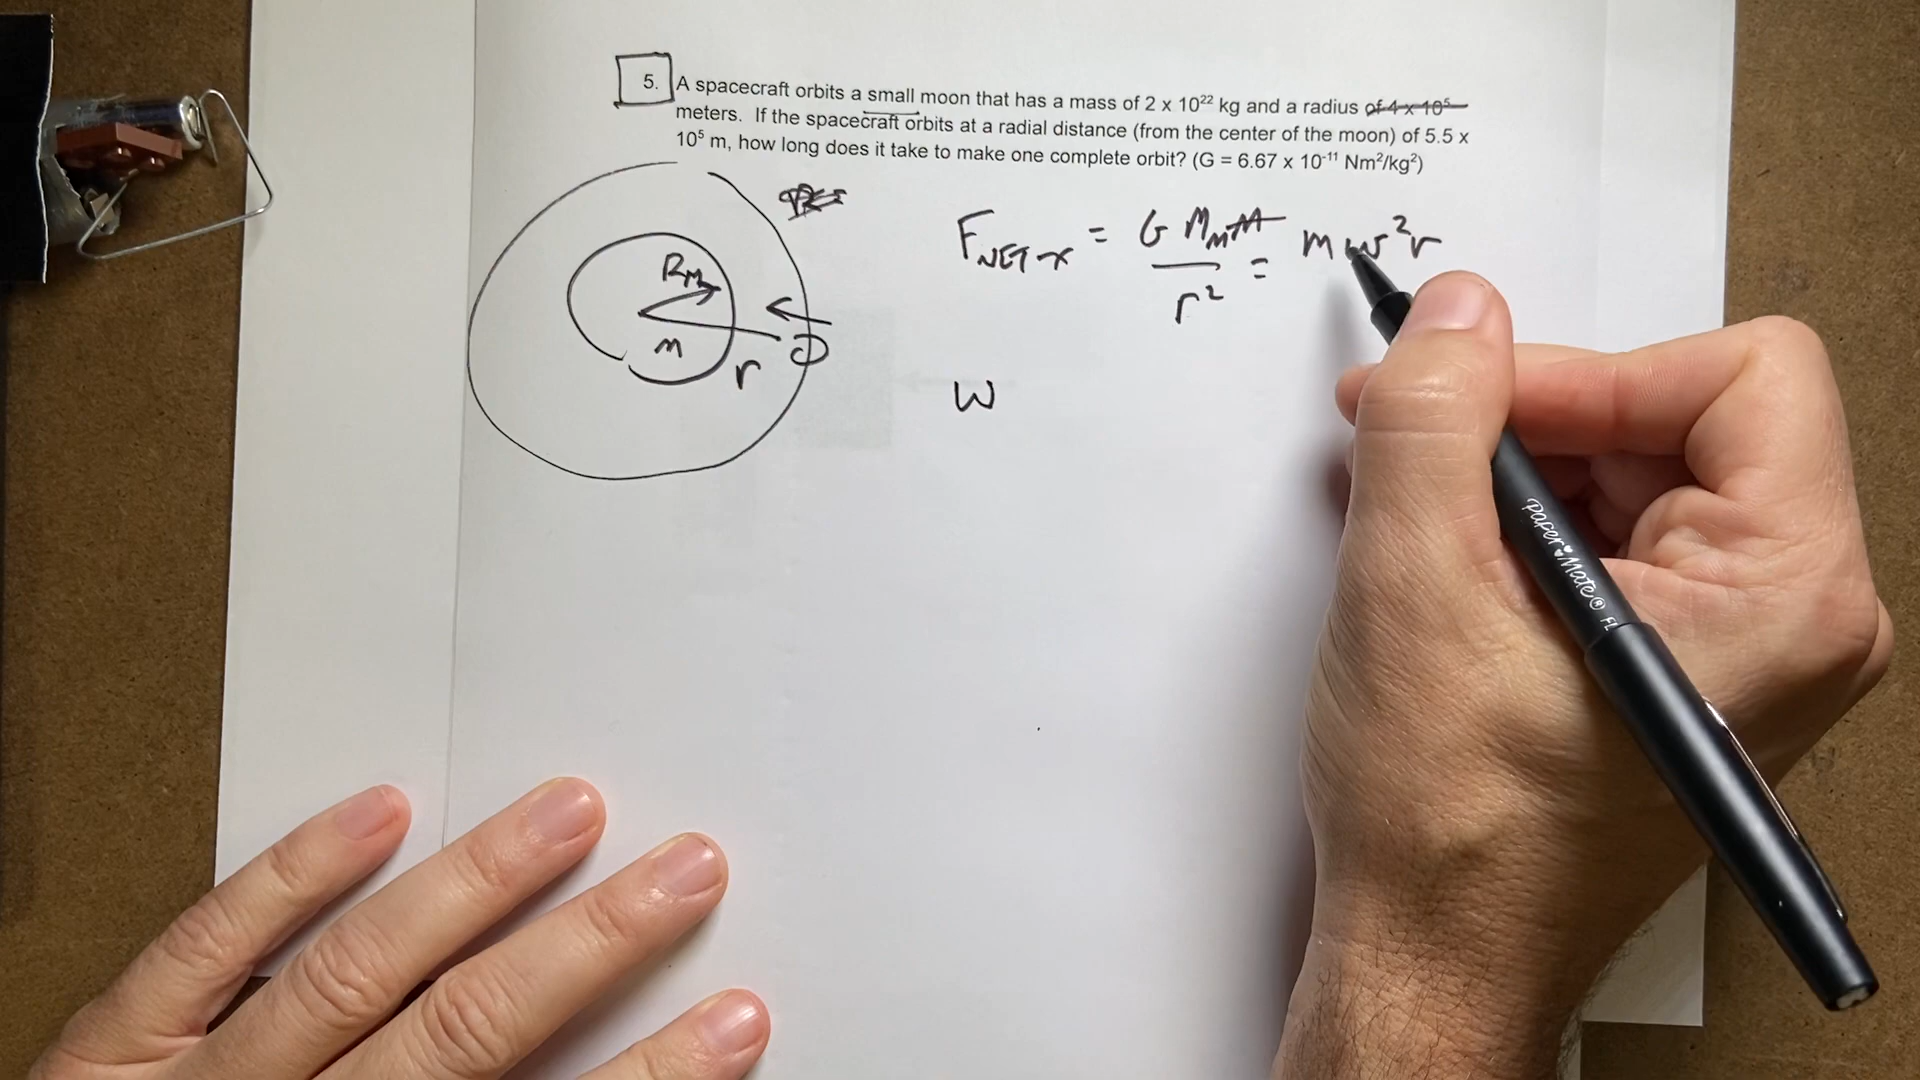 5. A spacecraft orbits a small moon that has a mass of 2 x 10²² kg and a radius of 4 x 10⁵
meters. If the spacecraft orbits at a radial distance (from the center of the moon) of 5.5 x
10⁵ m, how long does it take to make one complete orbit? (G = 6.67 x 10⁻¹¹ Nm²/kg²)
F_NET-x = G M_m m / r² = m ω² r
R_M
m
r
ω
Paper Mate® FL